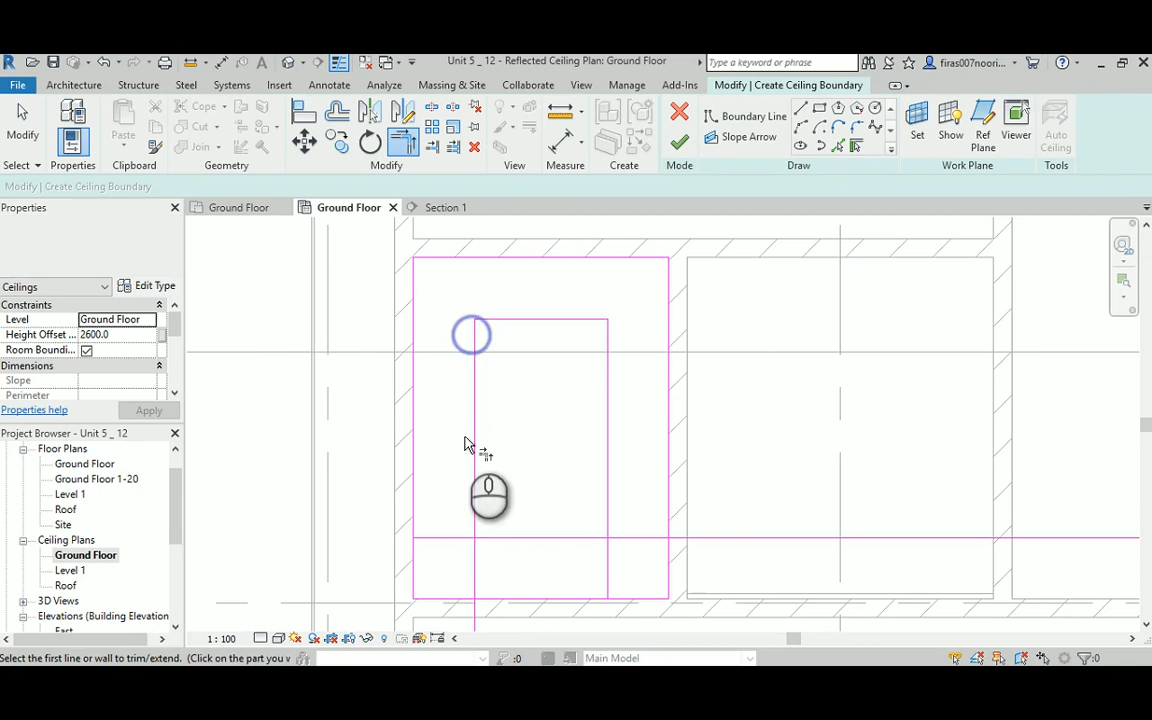 Unit 5 _ 12 - Reflected Ceiling Plan: Ground Floor
Type a keyword or phrase
firas007noori...
File
Architecture
Structure
Steel
Systems
Insert
Annotate
Analyze
Massing & Site
Collaborate
View
Manage
Add-Ins
Modify | Create Ceiling Boundary
Modify
Paste
Cope
Cut
Join
Boundary Line
Slope Arrow
Set
Show
Ref
Plane
Viewer
Auto
Ceiling
Select
Properties
Clipboard
Geometry
Modify
View
Measure
Create
Mode
Draw
Work Plane
Tools
Modify | Create Ceiling Boundary
Properties
Ground Floor
Ground Floor
Section 1
Ceilings
Edit Type
Constraints
Level
Ground Floor
Height Offset ...
2600.0
Room Boundi...
Dimensions
Slope
Perimeter
Properties help
Apply
Project Browser - Unit 5 _ 12
Floor Plans
Ground Floor
Ground Floor 1-20
Level 1
Roof
Site
Ceiling Plans
Ground Floor
Level 1
Roof
3D Views
Elevations (Building Elevation
East
1 : 100
Select the first line or wall to trim/extend. (Click on the part you v
:0
Main Model
:0